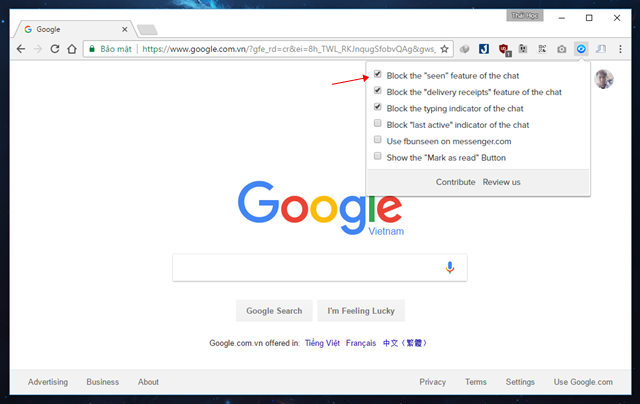 Thái Học
Google
Bảo mật
https://www.google.com.vn/?gfe_rd=cr&ei=8h_TWL_RKJnqugSfobvQAg&gws_
1
Block the "seen" feature of the chat
Block the "delivery receipts" feature of the chat
Block the typing indicator of the chat
Block "last active" indicator of the chat
Use fbunseen on messenger.com
Show the "Mark as read" Button
Contribute Review us
Google
Vietnam
Google Search I'm Feeling Lucky
Google.com.vn offered in: Tiếng Việt Français 中文（繁體）
Advertising Business About Privacy Terms Settings Use Google.com